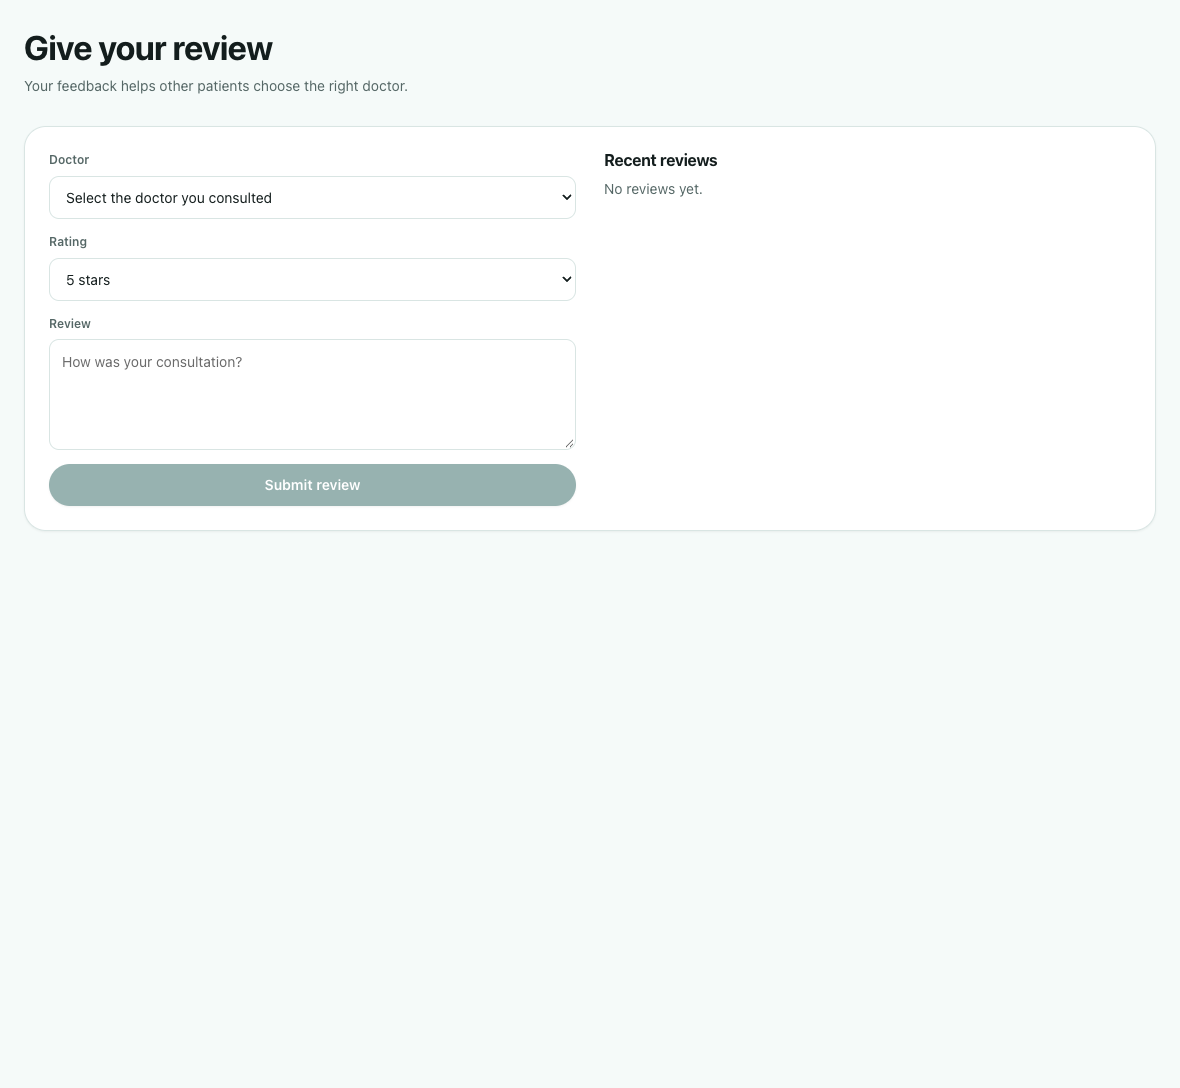 Give your review
Your feedback helps other patients choose the right doctor.
Doctor
Select the doctor you consulted
Rating
5 stars
Review
How was your consultation?
Submit review
Recent reviews
No reviews yet.